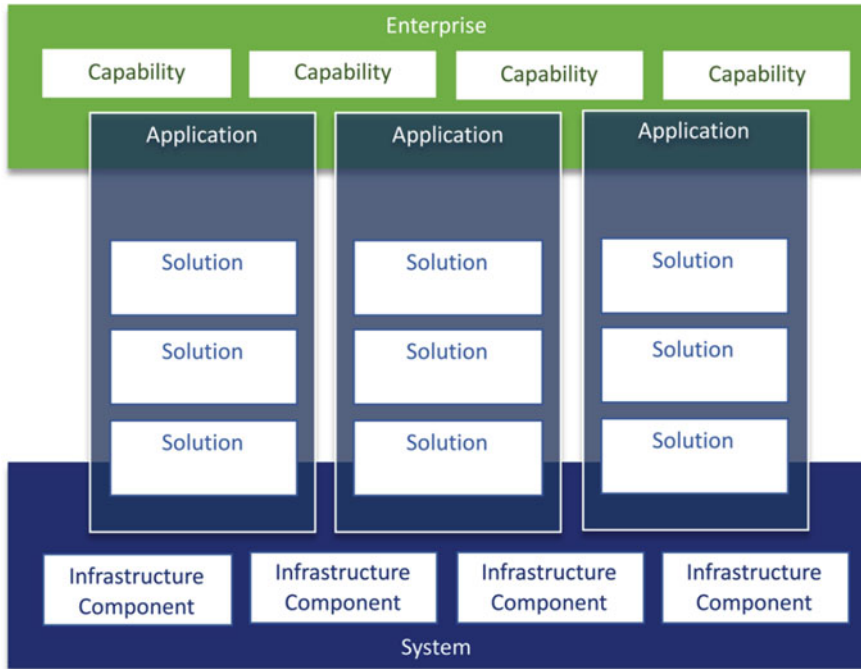 Enterprise
Capability
Capability
Capability
Capability
Application
Application
Application
Solution
Solution
Solution
Solution
Solution
Solution
Solution
Solution
Solution
Infrastructure
Component
Infrastructure
Component
Infrastructure
Component
Infrastructure
Component
System